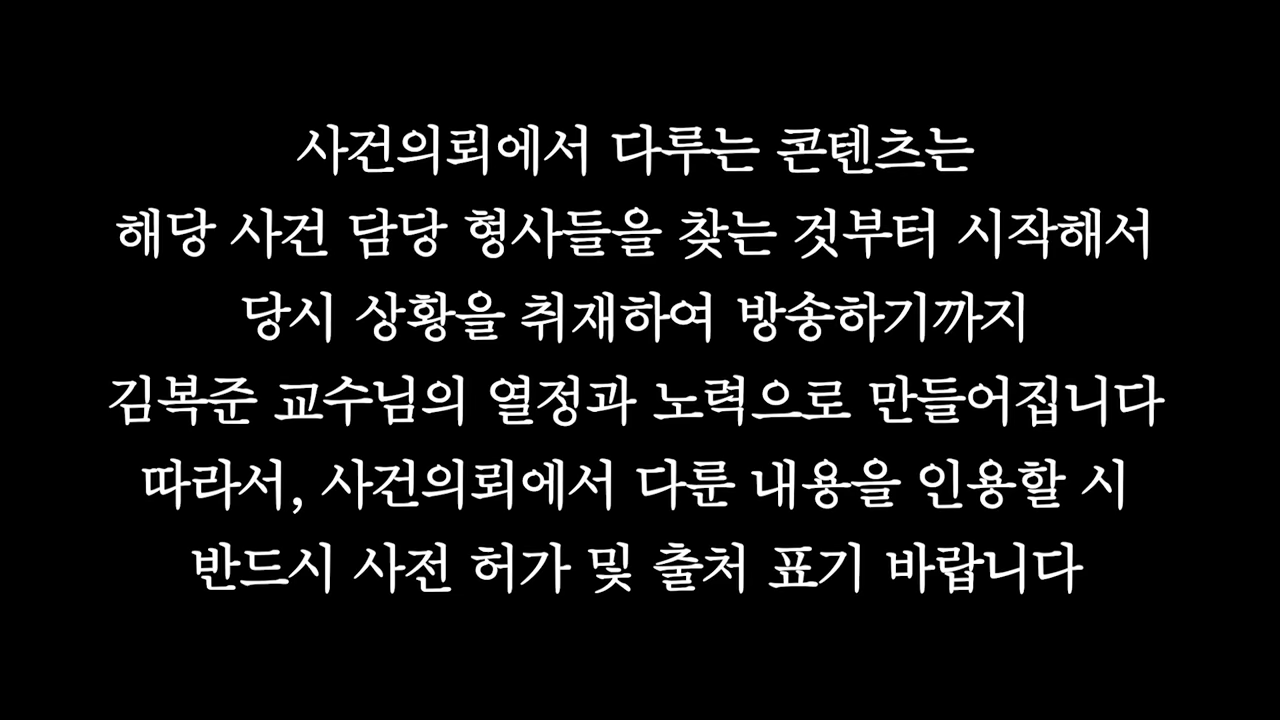 사건의뢰에서 다루는 콘텐츠는
해당 사건 담당 형사들을 찾는 것부터 시작해서
당시 상황을 취재하여 방송하기까지
김복준 교수님의 열정과 노력으로 만들어집니다
따라서, 사건의뢰에서 다룬 내용을 인용할 시
반드시 사전 허가 및 출처 표기 바랍니다